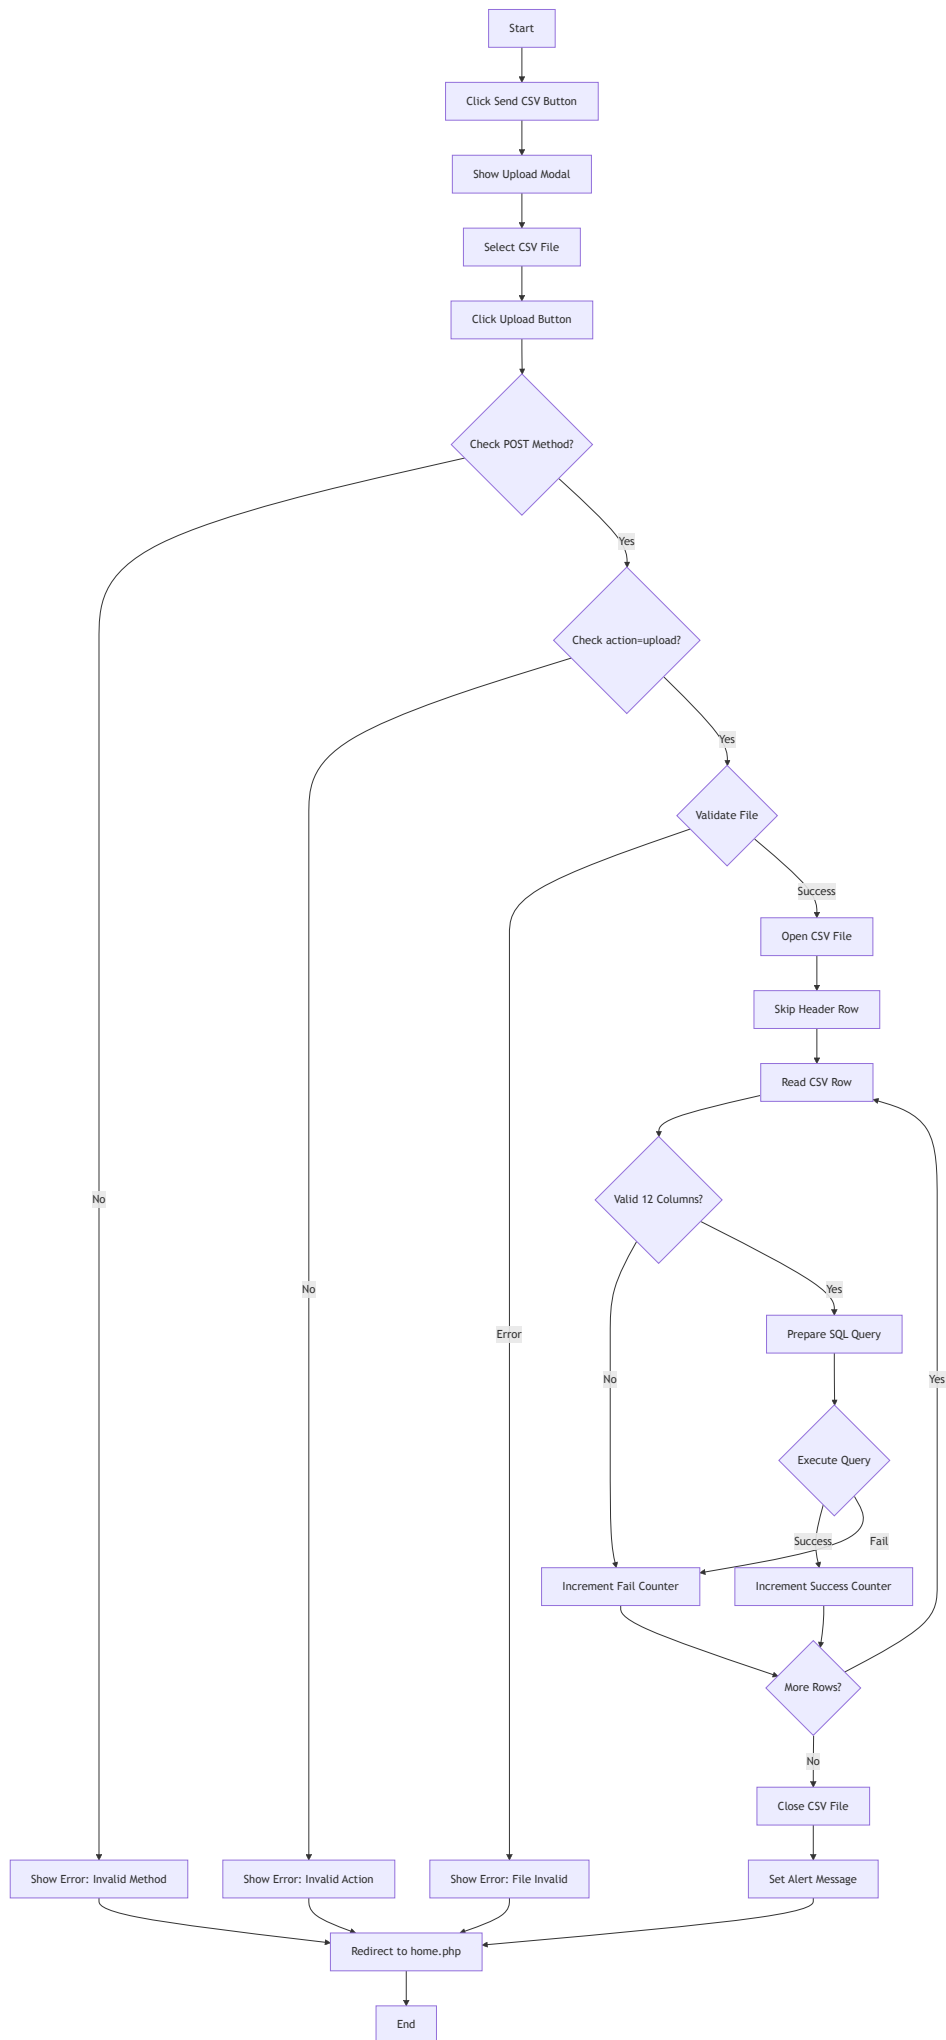 Start
Click Send CSV Button
Show Upload Modal
Select CSV File
Click Upload Button
Check POST Method?
Yes
Check action=upload?
Yes
Validate File
Success
Open CSV File
Skip Header Row
Read CSV Row
No
Valid 12 Columns?
No
Yes
Error
Prepare SQL Query
No
Yes
Execute Query
Success
Fail
Increment Fail Counter
Increment Success Counter
More Rows?
No
Close CSV File
Show Error: Invalid Method
Show Error: Invalid Action
Show Error: File Invalid
Set Alert Message
Redirect to home.php
End